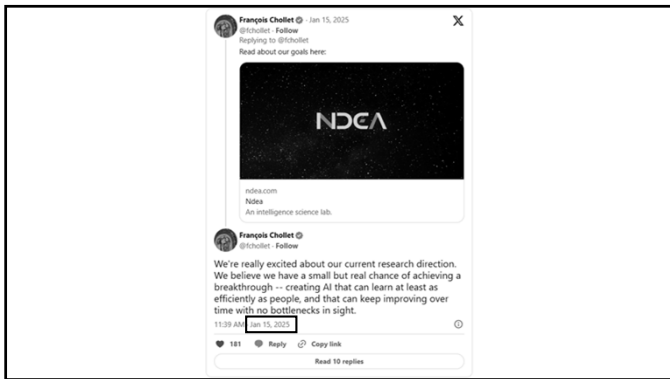 François Chollet · Jan 15, 2025
@fchollet · Follow
Replying to @fchollet
Read about our goals here:
NDEA
ndea.com
Ndea
An intelligence science lab.
François Chollet
@fchollet · Follow
We're really excited about our current research direction.
We believe we have a small but real chance of achieving a
breakthrough -- creating AI that can learn at least as
efficiently as people, and that can keep improving over
time with no bottlenecks in sight.
11:39 AM · Jan 15, 2025
181 Reply Copy link
Read 10 replies